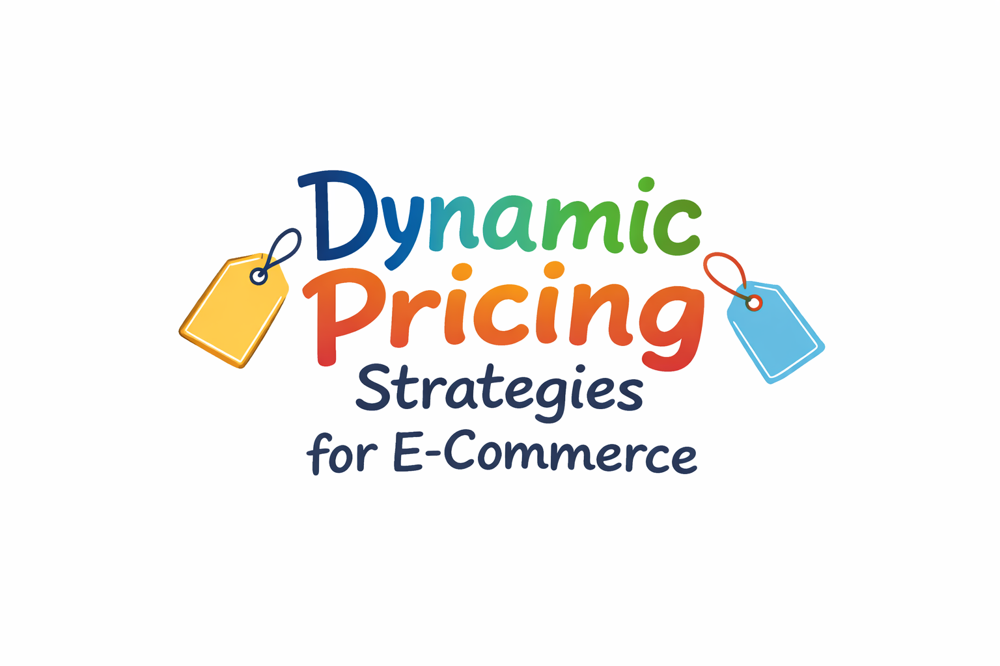 Dynamic
Pricing
Strategies
for E-Commerce